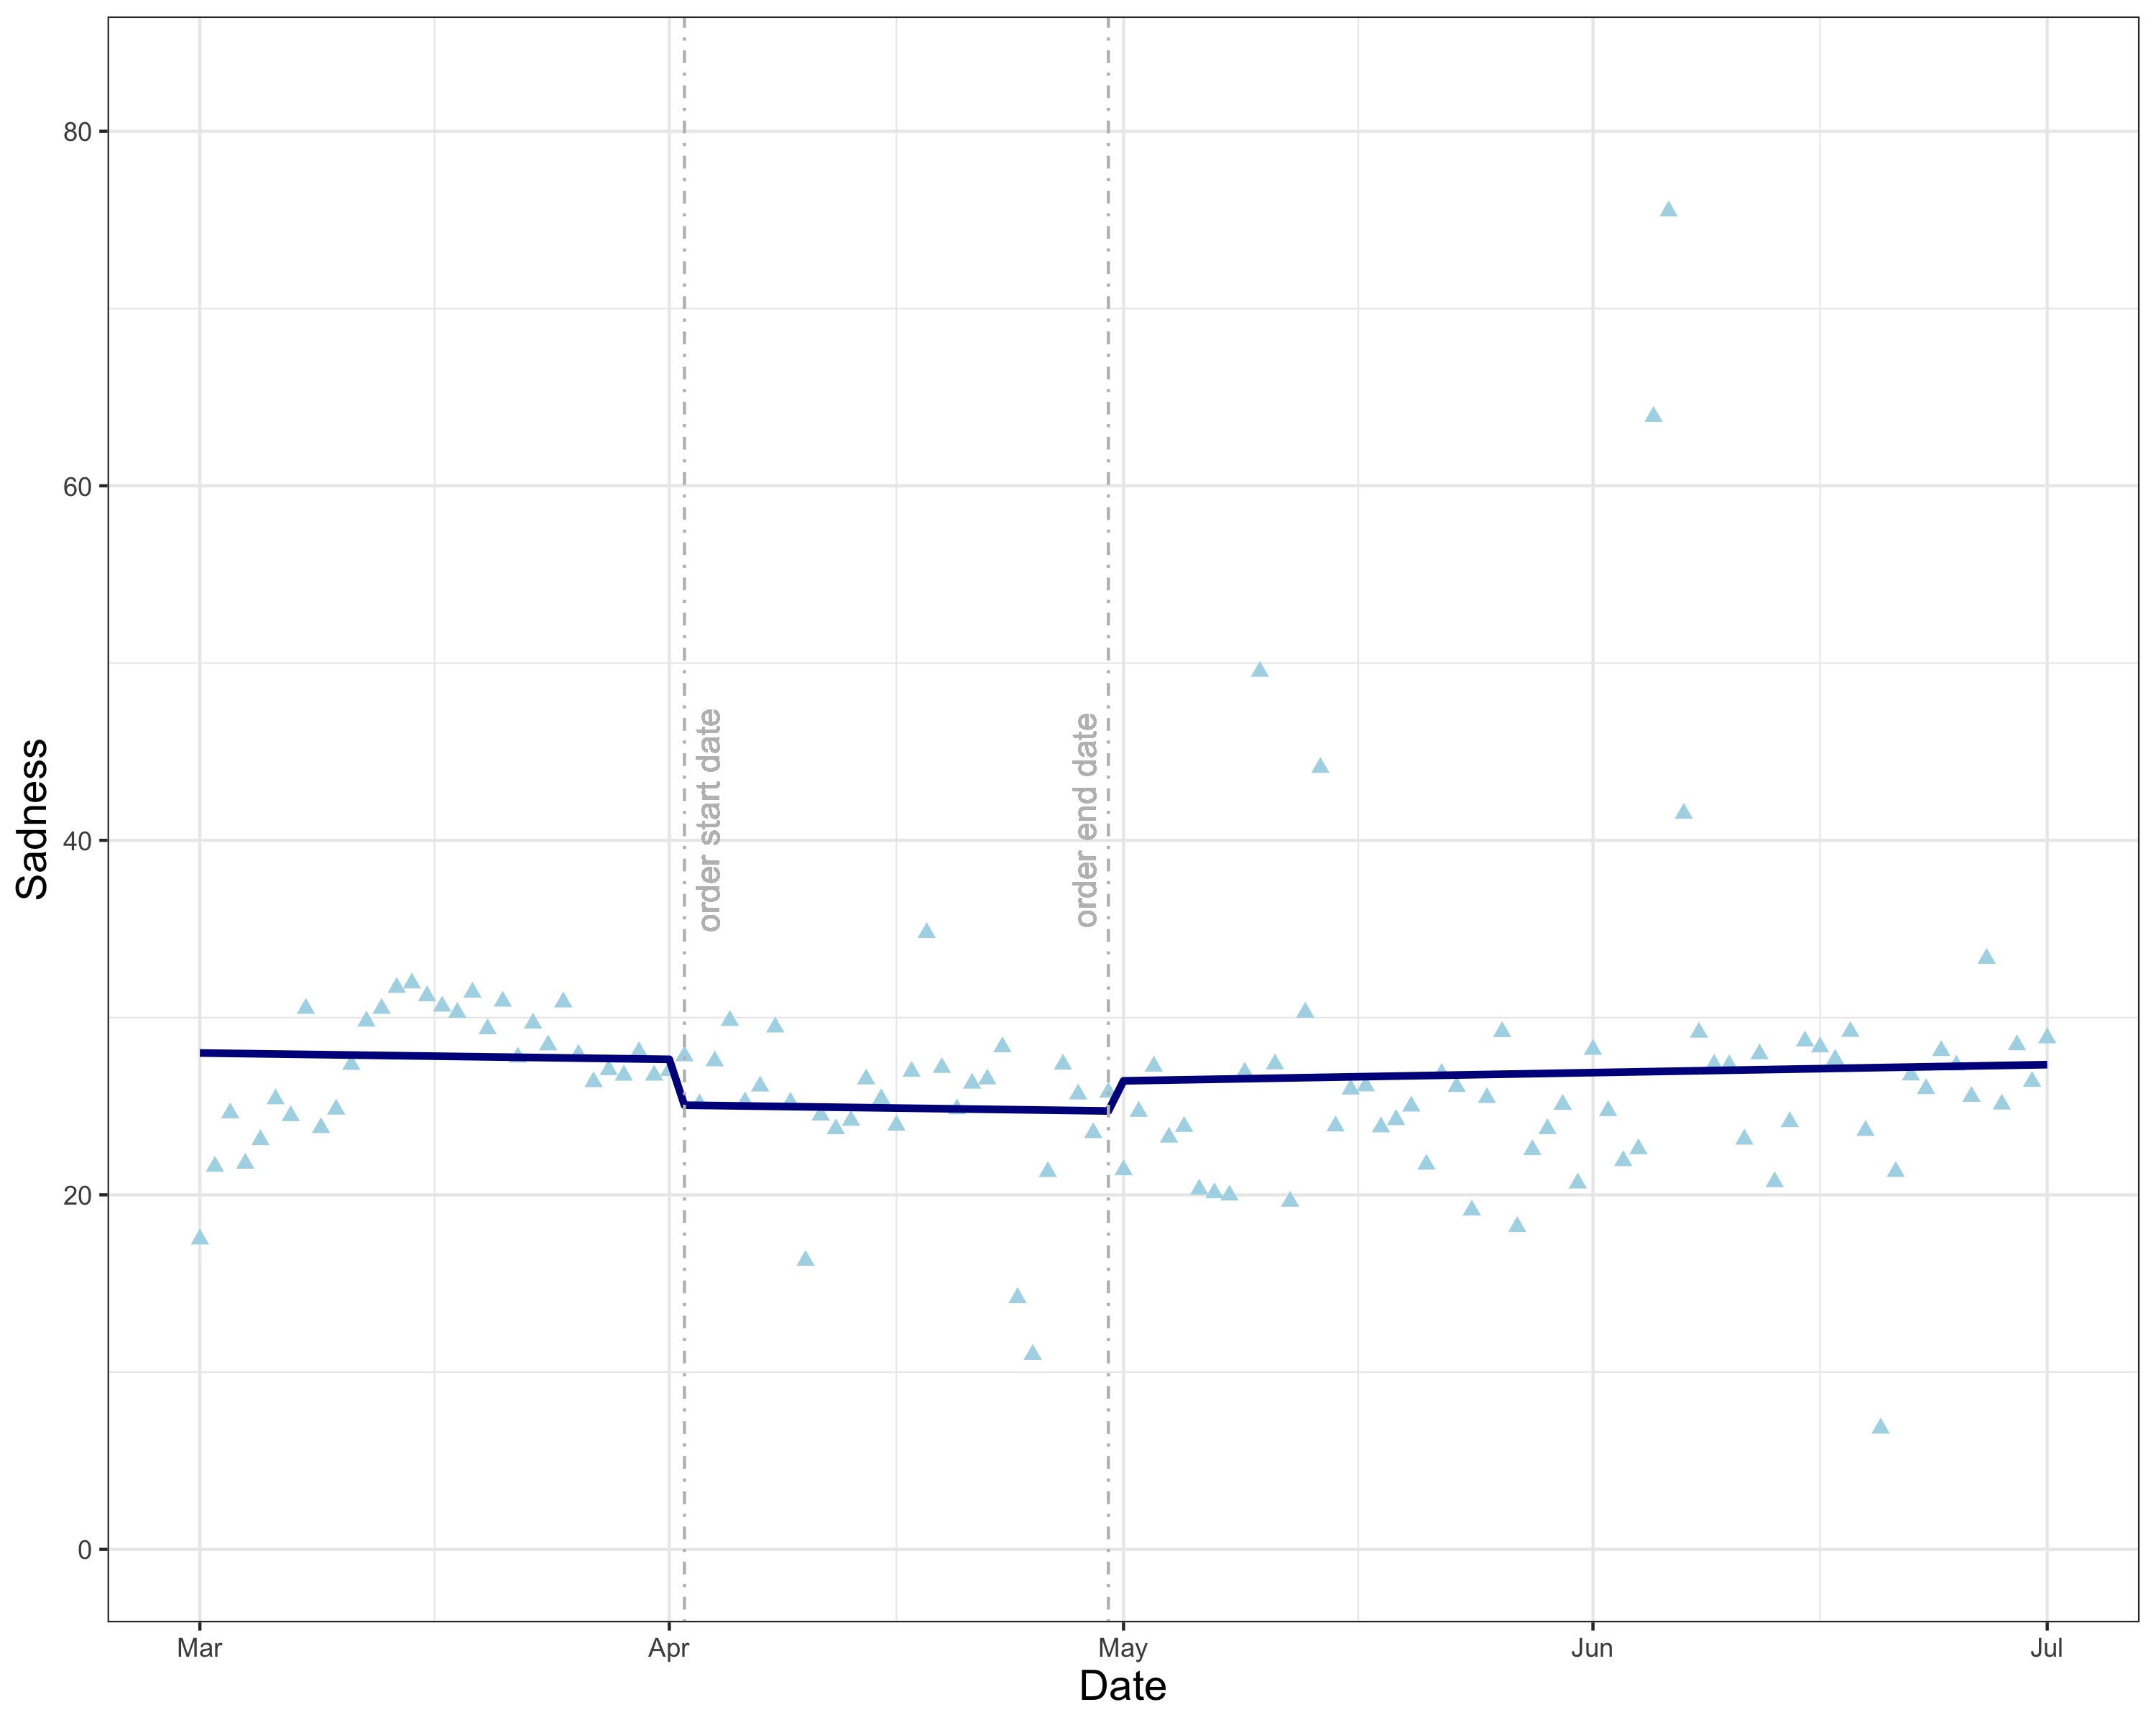 80
60
40
20
0
Sadness
order start date
order end date
Mar
Apr
May
Jun
Jul
Date